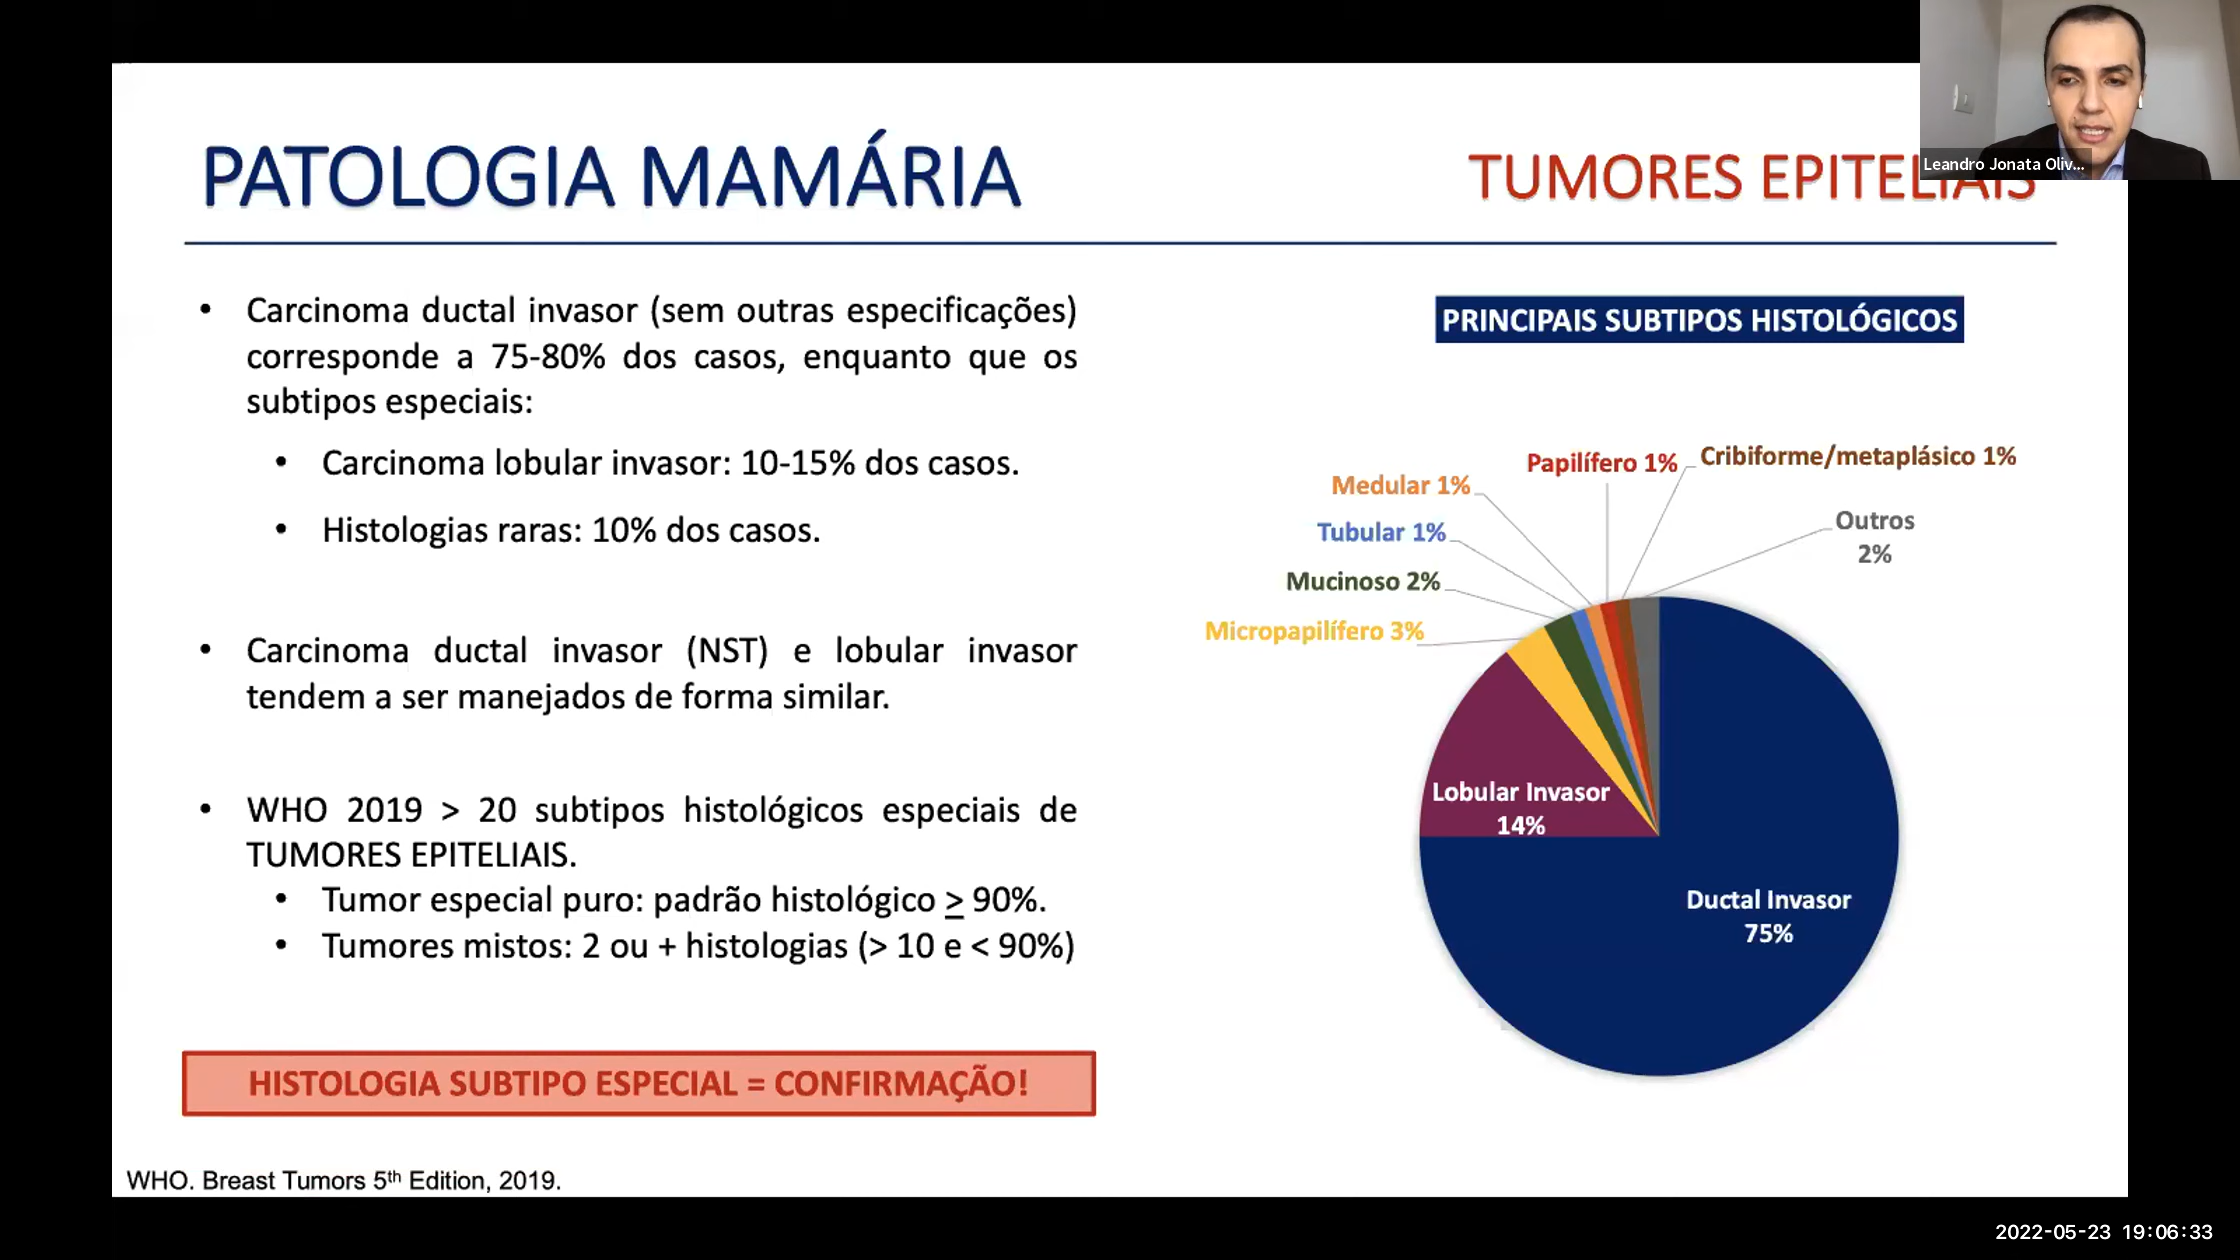 Leandro Jonata Oliv...
PATOLOGIA MAMÁRIA
TUMORES EPITELIAIS
• Carcinoma ductal invasor (sem outras especificações)
corresponde a 75-80% dos casos, enquanto que os
subtipos especiais:
• Carcinoma lobular invasor: 10-15% dos casos.
• Histologias raras: 10% dos casos.
• Carcinoma ductal invasor (NST) e lobular invasor
tendem a ser manejados de forma similar.
• WHO 2019 > 20 subtipos histológicos especiais de
TUMORES EPITELIAIS.
• Tumor especial puro: padrão histológico ≥ 90%.
• Tumores mistos: 2 ou + histologias (> 10 e < 90%)
HISTOLOGIA SUBTIPO ESPECIAL = CONFIRMAÇÃO!
WHO. Breast Tumors 5th Edition, 2019.
PRINCIPAIS SUBTIPOS HISTOLÓGICOS
Papilífero 1%
Cribiforme/metaplásico 1%
Medular 1%
Outros
2%
Tubular 1%
Mucinoso 2%
Micropapilífero 3%
Lobular Invasor
14%
Ductal Invasor
75%
2022-05-23 19:06:33